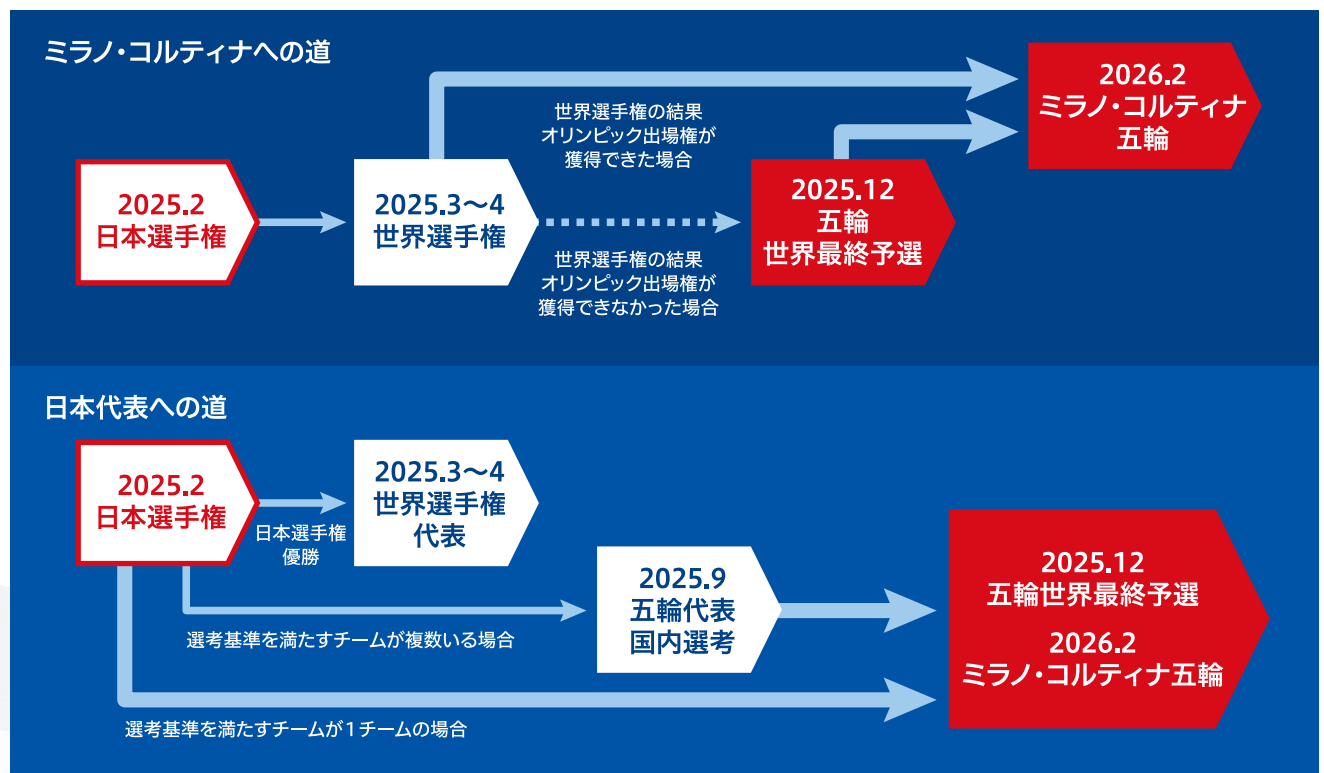 ミラノ・コルティナへの道
2026.2
ミラノ・コルティナ
五輪
世界選手権の結果
オリンピック出場権が
獲得できた場合
2025.2
日本選手権
2025.3〜4
世界選手権
2025.12
五輪
世界最終予選
世界選手権の結果
オリンピック出場権が
獲得できなかった場合
日本代表への道
2025.2
日本選手権
日本選手権
優勝
2025.3〜4
世界選手権
代表
2025.9
五輪代表
国内選考
2025.12
五輪世界最終予選
2026.2
ミラノ・コルティナ五輪
選考基準を満たすチームが複数いる場合
選考基準を満たすチームが1チームの場合